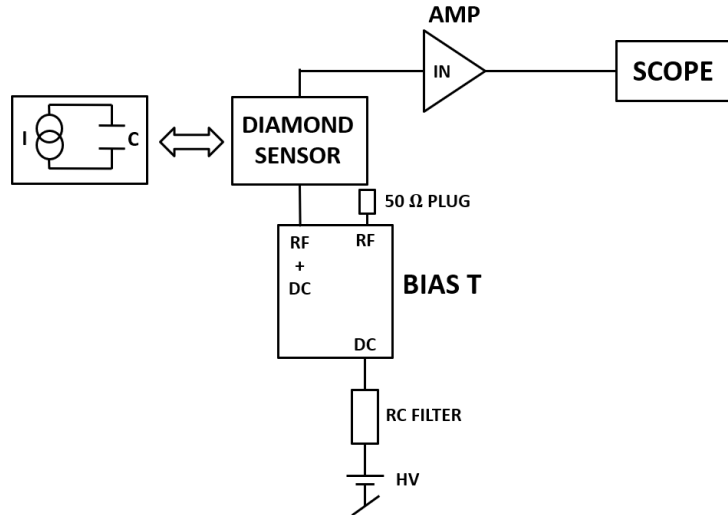 AMP
IN
SCOPE
DIAMOND
SENSOR
I
C
50 Ω PLUG
RF
+
DC
RF
BIAS T
DC
RC FILTER
HV